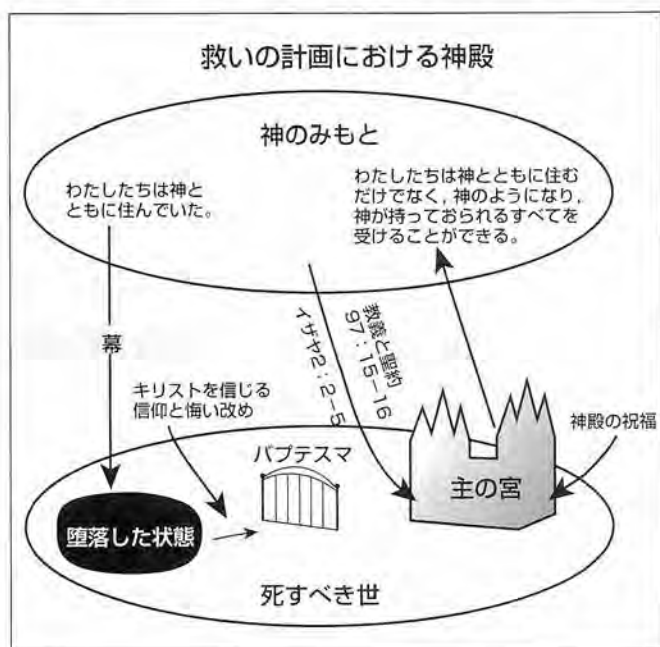 救いの計画における神殿
神のみもと
わたしたちは神と
ともに住んでいた。
わたしたちは神とともに住む
だけでなく，神のようになり，
神が持っておられるすべてを
受けることができる。
幕
イザヤ2：2－5
教義と聖約
97：15－16
キリストを信じる
信仰と悔い改め
バプテスマ
神殿の祝福
主の宮
堕落した状態
死すべき世